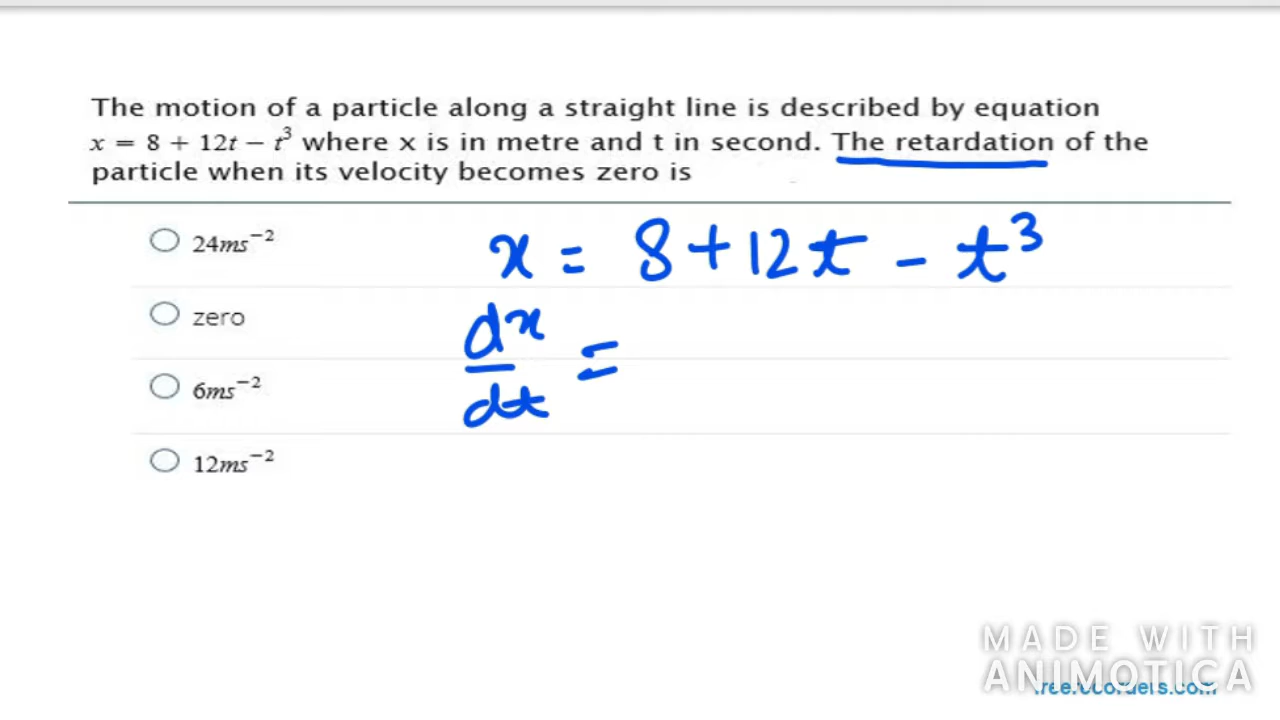 The motion of a particle along a straight line is described by equation
x = 8 + 12t − t³ where x is in metre and t in second. The retardation of the
particle when its velocity becomes zero is
24ms⁻²
x = 8 + 12t - t³
zero
dx/dt =
6ms⁻²
12ms⁻²
MADE WITH
ANIMOTICA
freerecorders.com